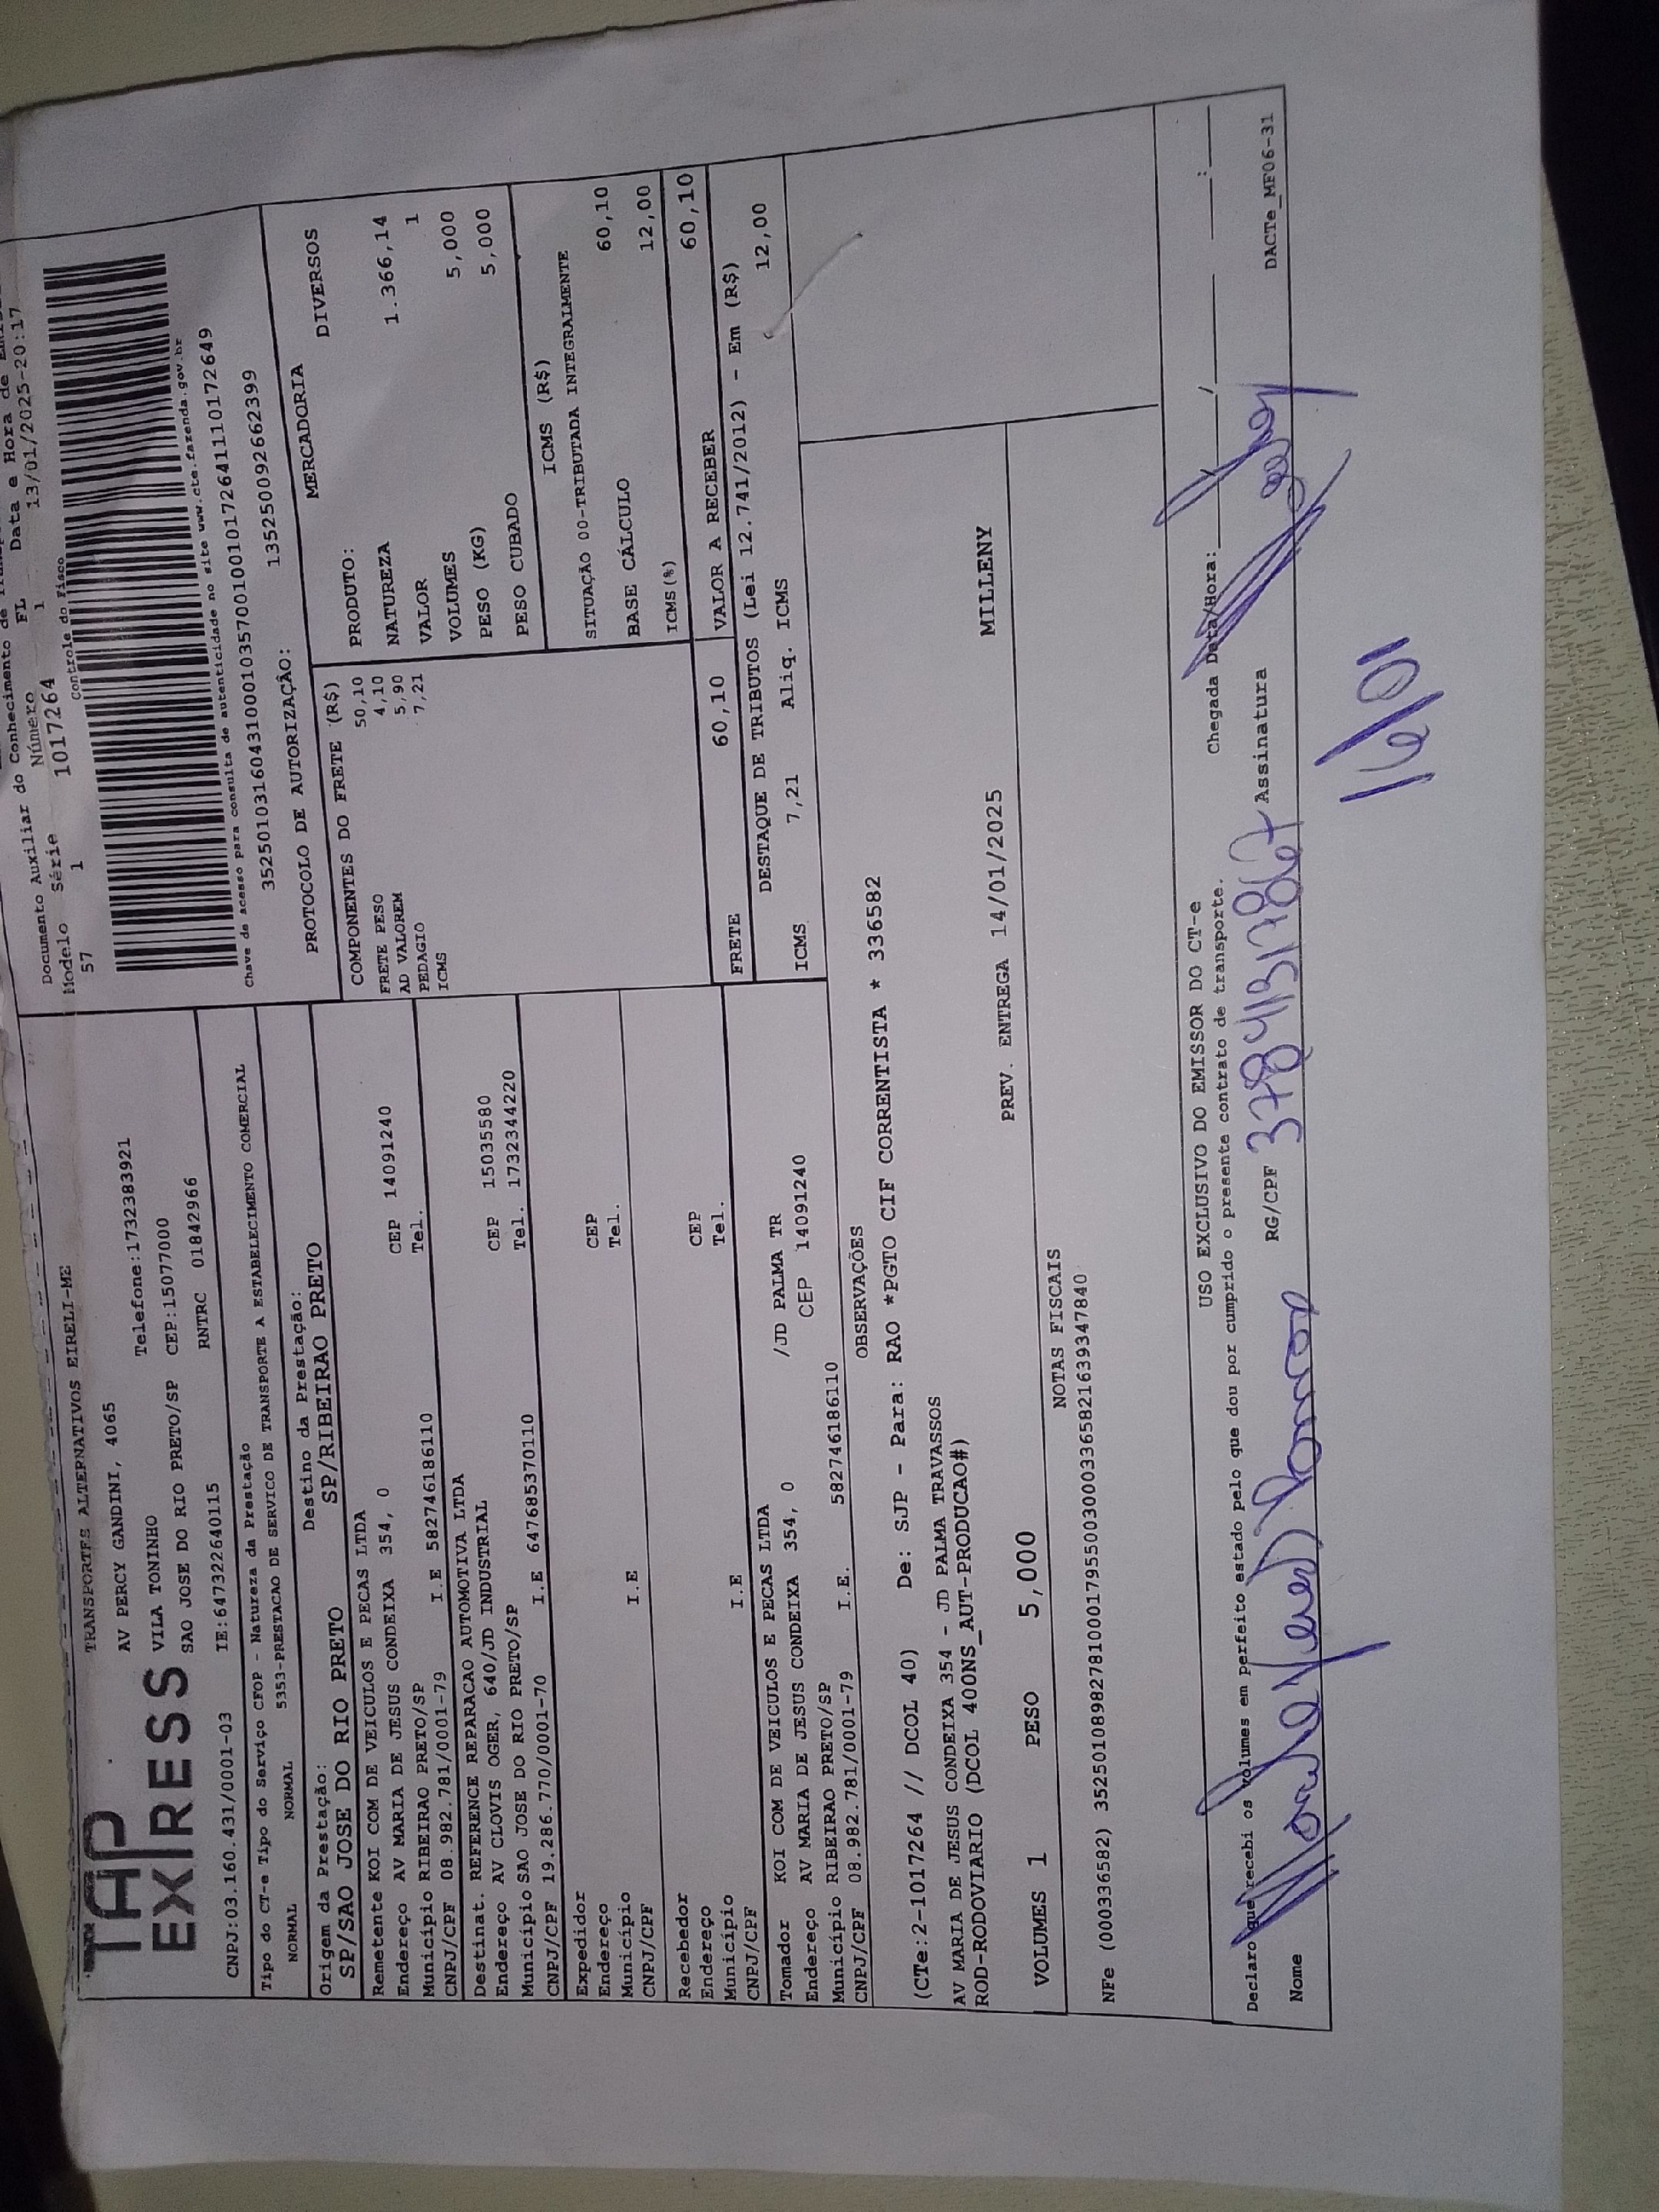 TAP
EXPRESS
TRANSPORTES ALTERNATIVOS EIRELI-ME
AV PERCY GANDINI, 4065
Telefone:1732383921
VILA TONINHO
SAO JOSE DO RIO PRETO/SP CEP:15077000
CNPJ:03.160.431/0001-03 IE:647322640115 RNTRC 01842966
Documento Auxiliar do Conhecimento de
Data e Hora de
Modelo Série Número FL
57 1 1017264 1 13/01/2025-20:17
Controle do Fisco
Chave de acesso para consulta de autenticidade no site www.cte.fazenda.gov.br
35250103160431000103570010010172641110172649
PROTOCOLO DE AUTORIZAÇÃO: 135250092662399
Tipo do CT-e Tipo do Serviço CFOP - Natureza da Prestação
NORMAL NORMAL 5353-PRESTACAO DE SERVICO DE TRANSPORTE A ESTABELECIMENTO COMERCIAL
Origem da Prestação: Destino da Prestação:
SP/SAO JOSE DO RIO PRETO SP/RIBEIRAO PRETO
Remetente KOI COM DE VEICULOS E PECAS LTDA
Endereço AV MARIA DE JESUS CONDEIXA 354, 0 CEP 14091240
Município RIBEIRAO PRETO/SP Tel.
CNPJ/CPF 08.982.781/0001-79 I.E 582746186110
Destinat. REFERENCE REPARACAO AUTOMOTIVA LTDA
Endereço AV CLOVIS OGER, 640/JD INDUSTRIAL CEP 15035580
Município SAO JOSE DO RIO PRETO/SP Tel. 1732344220
CNPJ/CPF 19.286.770/0001-70 I.E 647685370110
Expedidor
Endereço CEP
Município Tel.
CNPJ/CPF I.E
Recebedor
Endereço CEP
Município Tel.
CNPJ/CPF I.E
Tomador KOI COM DE VEICULOS E PECAS LTDA
Endereço AV MARIA DE JESUS CONDEIXA 354, 0 /JD PALMA TR
Município RIBEIRAO PRETO/SP CEP 14091240
CNPJ/CPF 08.982.781/0001-79 I.E. 582746186110
COMPONENTES DO FRETE (R$)
FRETE PESO 50,10
AD VALOREM 4,10
PEDAGIO 5,90
ICMS 7,21
MERCADORIA
PRODUTO: DIVERSOS
NATUREZA 1.366,14
VALOR 1
VOLUMES 5,000
PESO (KG) 5,000
PESO CUBADO
ICMS (R$)
SITUAÇÃO 00-TRIBUTADA INTEGRALMENTE
BASE CÁLCULO 60,10
ICMS(%) 12,00
FRETE 60,10 VALOR A RECEBER 60,10
DESTAQUE DE TRIBUTOS (Lei 12.741/2012) - Em (R$)
ICMS 7,21 Aliq. ICMS 12,00
OBSERVAÇÕES
(CTe:2-1017264 // DCOL 40) De: SJP - Para: RAO *PGTO CIF CORRENTISTA * 336582
AV MARIA DE JESUS CONDEIXA 354 - JD PALMA TRAVASSOS
ROD-RODOVIARIO (DCOL 400NS_AUT-PRODUCAO#)
VOLUMES 1 PESO 5,000 PREV. ENTREGA 14/01/2025 MILLENY
NOTAS FISCAIS
NFe (000336582) 35250108982781000179550030003365821639347840
USO EXCLUSIVO DO EMISSOR DO CT-e
Declaro que recebi os volumes em perfeito estado pelo que dou por cumprido o presente contrato de transporte. Chegada Data/Hora: / / :
Nome RG/CPF Assinatura
DACTe_MF06-31
16/01